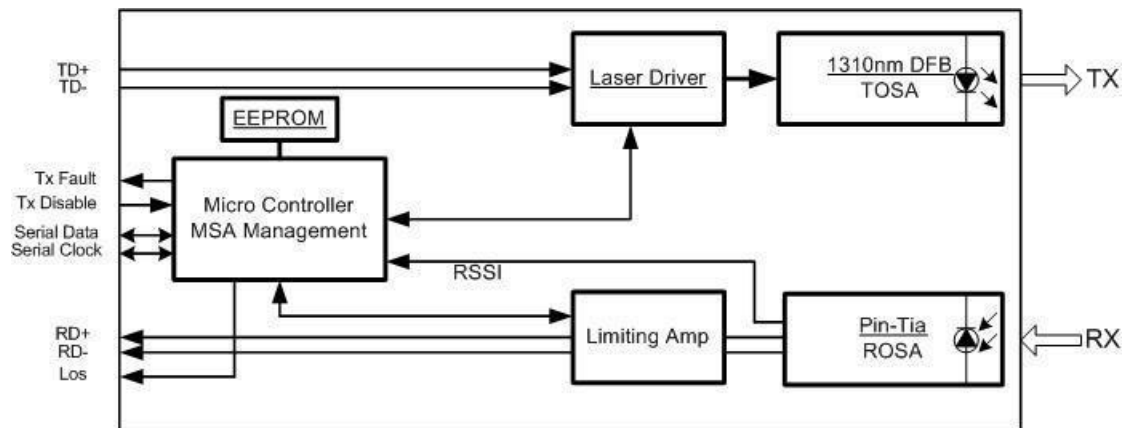 TD+
TD-
Laser Driver
1310nm DFB
TOSA
TX
EEPROM
Tx Fault
Tx Disable
Serial Data
Serial Clock
Micro Controller
MSA Management
RSSI
RD+
RD-
Los
Limiting Amp
Pin-Tia
ROSA
RX